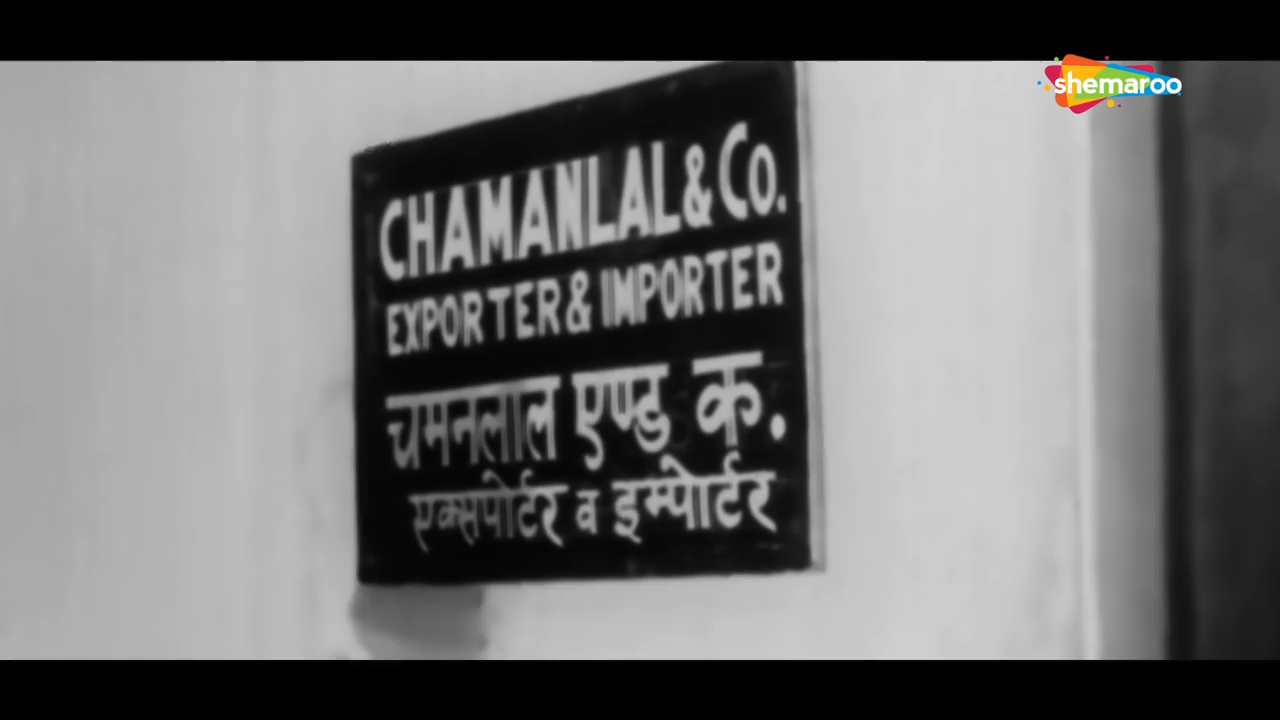 shemaroo
CHAMANLAL & Co.
EXPORTER & IMPORTER
चमनलाल एण्ड क.
एक्सपोर्टर व इम्पोर्टर